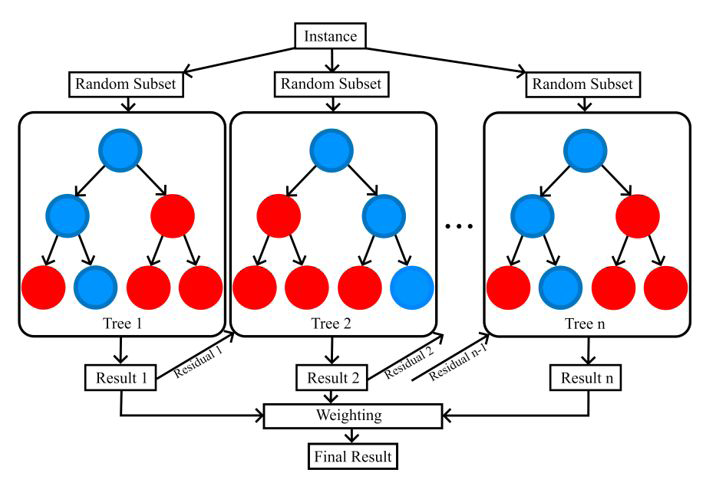 Instance
Random Subset
Random Subset
Random Subset
...
Tree 1
Tree 2
Tree n
Residual 1
Residual 2
Residual n-1
Result 1
Result 2
Result n
Weighting
Final Result